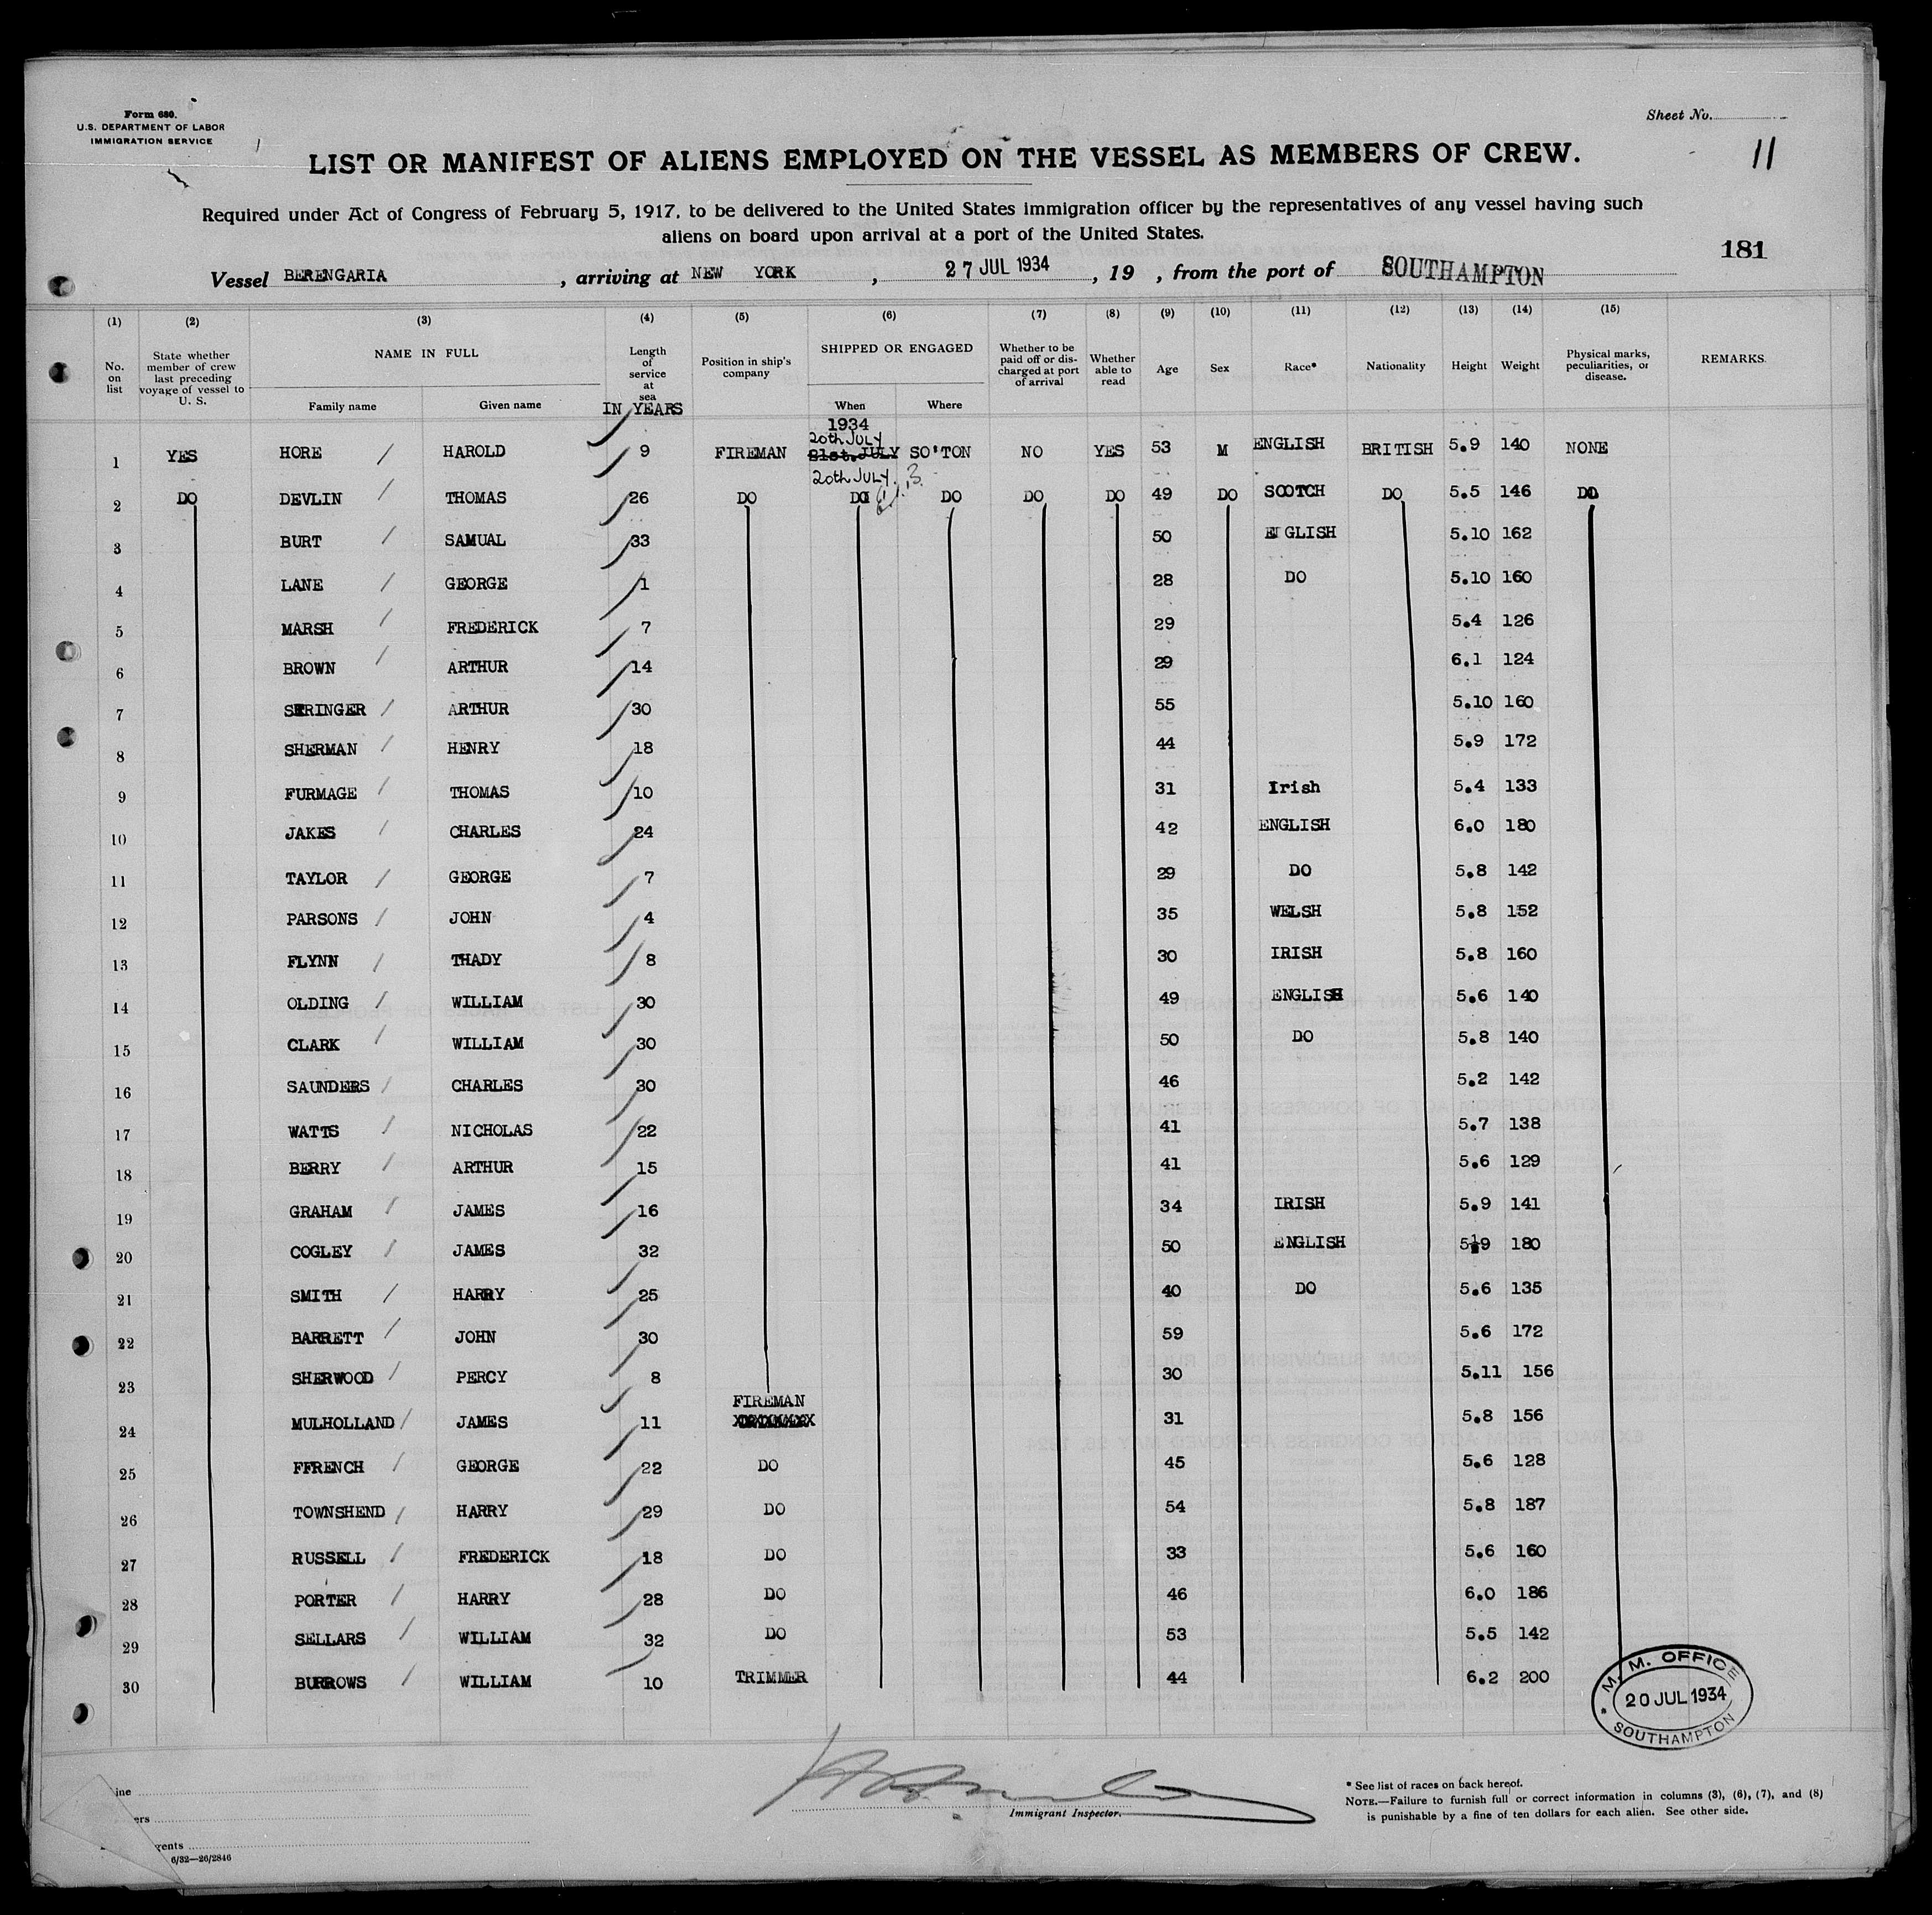 Form 680.
U.S. DEPARTMENT OF LABOR
IMMIGRATION SERVICE
Sheet No.
11
LIST OR MANIFEST OF ALIENS EMPLOYED ON THE VESSEL AS MEMBERS OF CREW.
Required under Act of Congress of February 5, 1917, to be delivered to the United States immigration officer by the representatives of any vessel having such
aliens on board upon arrival at a port of the United States.
181
Vessel BERENGARIA, arriving at NEW YORK, 27 JUL 1934, 19 , from the port of SOUTHAMPTON
(1) (2) (3) (4) (5) (6) (7) (8) (9) (10) (11) (12) (13) (14) (15)
No. on list
State whether member of crew last preceding voyage of vessel to U. S.
NAME IN FULL
Family name Given name
Length of service at sea
IN YEARS
Position in ship's company
SHIPPED OR ENGAGED
When Where
Whether to be paid off or discharged at port of arrival
Whether able to read
Age Sex Race* Nationality Height Weight
Physical marks, peculiarities, or disease.
REMARKS.
1934
20th JULY
1 YES HORE HAROLD 9 FIREMAN 21st.JULY SO'TON NO YES 53 M ENGLISH BRITISH 5.9 140 NONE
20th JULY.
2 DO DEVLIN THOMAS 26 DO DO DO DO DO 49 DO SCOTCH DO 5.5 146 DO
3 BURT SAMUAL 33 50 ENGLISH 5.10 162
4 LANE GEORGE 1 28 DO 5.10 160
5 MARSH FREDERICK 7 29 5.4 126
6 BROWN ARTHUR 14 29 6.1 124
7 STRINGER ARTHUR 30 55 5.10 160
8 SHERMAN HENRY 18 44 5.9 172
9 FURMAGE THOMAS 10 31 Irish 5.4 133
10 JAKES CHARLES 24 42 ENGLISH 6.0 180
11 TAYLOR GEORGE 7 29 DO 5.8 142
12 PARSONS JOHN 4 35 WELSH 5.8 152
13 FLYNN THADY 8 30 IRISH 5.8 160
14 OLDING WILLIAM 30 49 ENGLISH 5.6 140
15 CLARK WILLIAM 30 50 DO 5.8 140
16 SAUNDERS CHARLES 30 46 5.2 142
17 WATTS NICHOLAS 22 41 5.7 138
18 BERRY ARTHUR 15 41 5.6 129
19 GRAHAM JAMES 16 34 IRISH 5.9 141
20 COGLEY JAMES 32 50 ENGLISH 5.9 180
21 SMITH HARRY 25 40 DO 5.6 135
22 BARRETT JOHN 30 59 5.6 172
23 SHERWOOD PERCY 8 30 5.11 156
24 MULHOLLAND JAMES 11 FIREMAN 31 5.8 156
25 FFRENCH GEORGE 22 DO 45 5.6 128
26 TOWNSHEND HARRY 29 DO 54 5.8 187
27 RUSSELL FREDERICK 18 DO 33 5.6 160
28 PORTER HARRY 28 DO 46 6.0 186
29 SELLARS WILLIAM 32 DO 53 5.5 142
30 BURROWS WILLIAM 10 TRIMMER 44 6.2 200
M. M. OFFICE
20 JUL 1934
SOUTHAMPTON
ine
ers
gents
6/32—26/2846
Immigrant Inspector.
* See list of races on back hereof.
NOTE.—Failure to furnish full or correct information in columns (3), (6), (7), and (8)
is punishable by a fine of ten dollars for each alien. See other side.